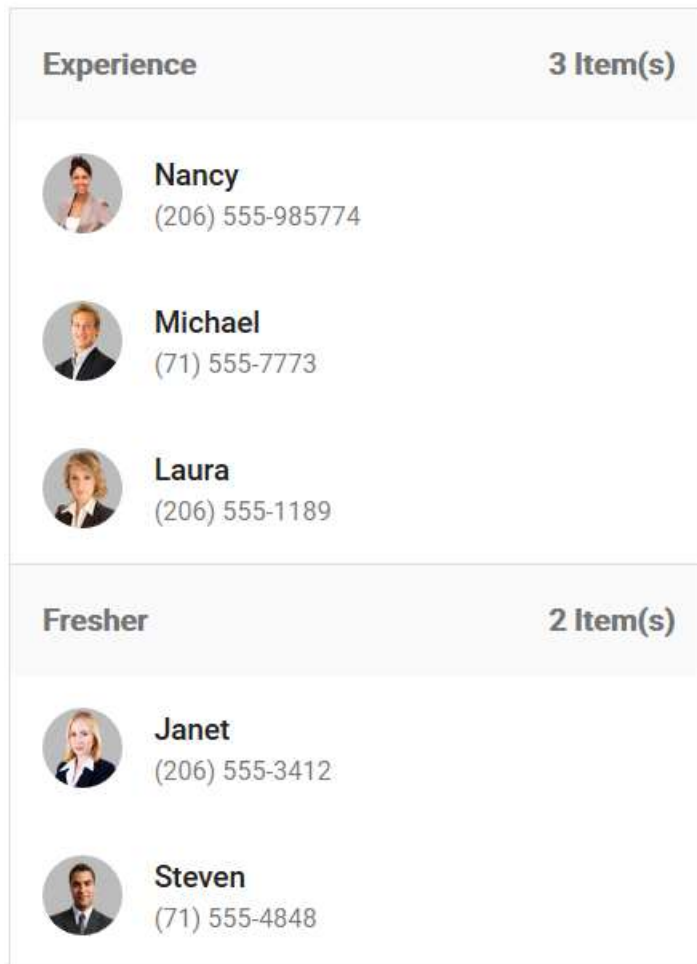 Experience 3 Item(s)
Nancy
(206) 555-985774
Michael
(71) 555-7773
Laura
(206) 555-1189
Fresher 2 Item(s)
Janet
(206) 555-3412
Steven
(71) 555-4848